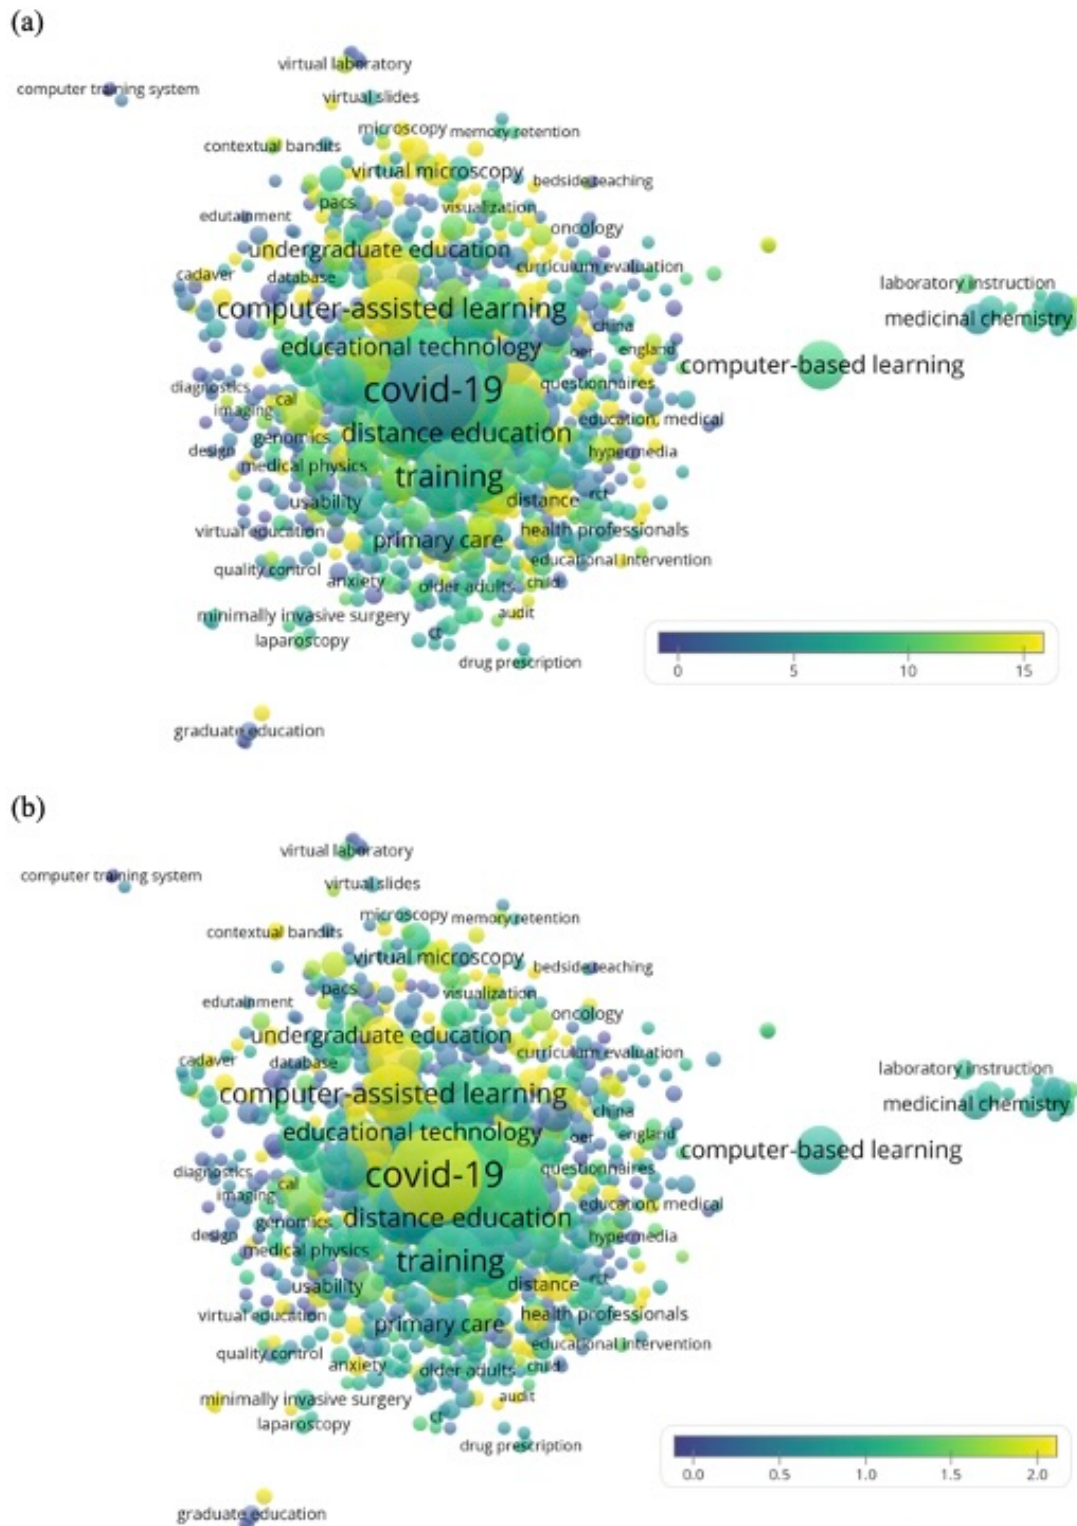 (a)
virtual laboratory
computer training system
virtual slides
microscopy
memory retention
contextual bandits
virtual microscopy
bedside teaching
pacs
visualization
edutainment
oncology
undergraduate education
curriculum evaluation
cadaver
database
laboratory instruction
computer-assisted learning
medicinal chemistry
china
educational technology
oer
england
computer-based learning
covid-19
questionnaires
diagnostics
cal
imaging
education, medical
distance education
genomics
design
hypermedia
medical physics
training
rct
usability
distance
virtual education
health professionals
primary care
educational intervention
quality control
anxiety
older adults
child
minimally invasive surgery
audit
laparoscopy
ct
drug prescription
0 5 10 15
graduate education
(b)
virtual laboratory
computer training system
virtual slides
microscopy
memory retention
contextual bandits
virtual microscopy
bedside teaching
pacs
visualization
edutainment
oncology
undergraduate education
curriculum evaluation
cadaver
database
laboratory instruction
computer-assisted learning
medicinal chemistry
china
educational technology
oer
england
computer-based learning
covid-19
questionnaires
diagnostics
cal
imaging
education, medical
distance education
genomics
design
hypermedia
medical physics
training
rct
usability
distance
virtual education
health professionals
primary care
educational intervention
quality control
anxiety
older adults
child
minimally invasive surgery
audit
laparoscopy
ct
drug prescription
0.0 0.5 1.0 1.5 2.0
graduate education